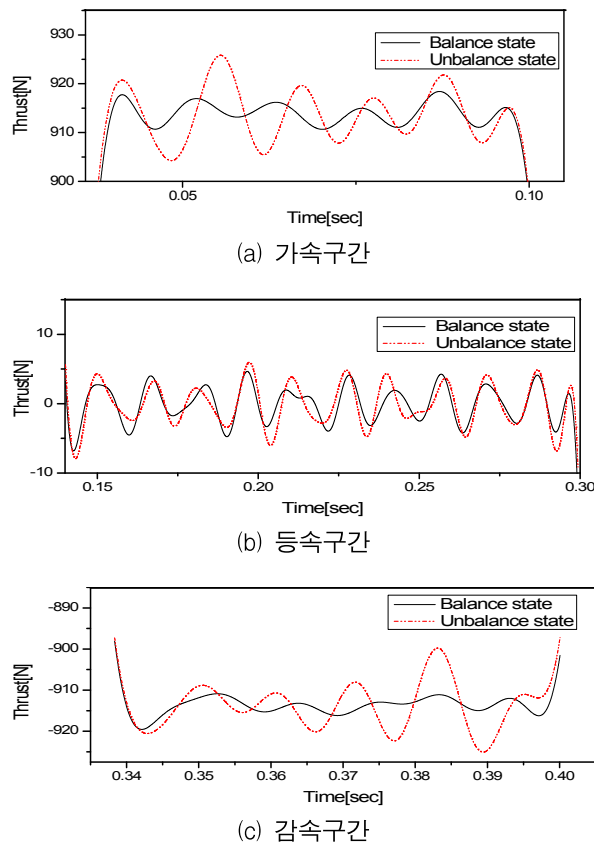 930
920
910
900
Thrust[N]
Balance state
Unbalance state
0.05
0.10
Time[sec]
(a) 가속구간
10
0
-10
Thrust[N]
Balance state
Unbalance state
0.15
0.20
0.25
0.30
Time[sec]
(b) 등속구간
-890
-900
-910
-920
Thrust[N]
Balance state
Unbalance state
0.34
0.35
0.36
0.37
0.38
0.39
0.40
Time[sec]
(c) 감속구간